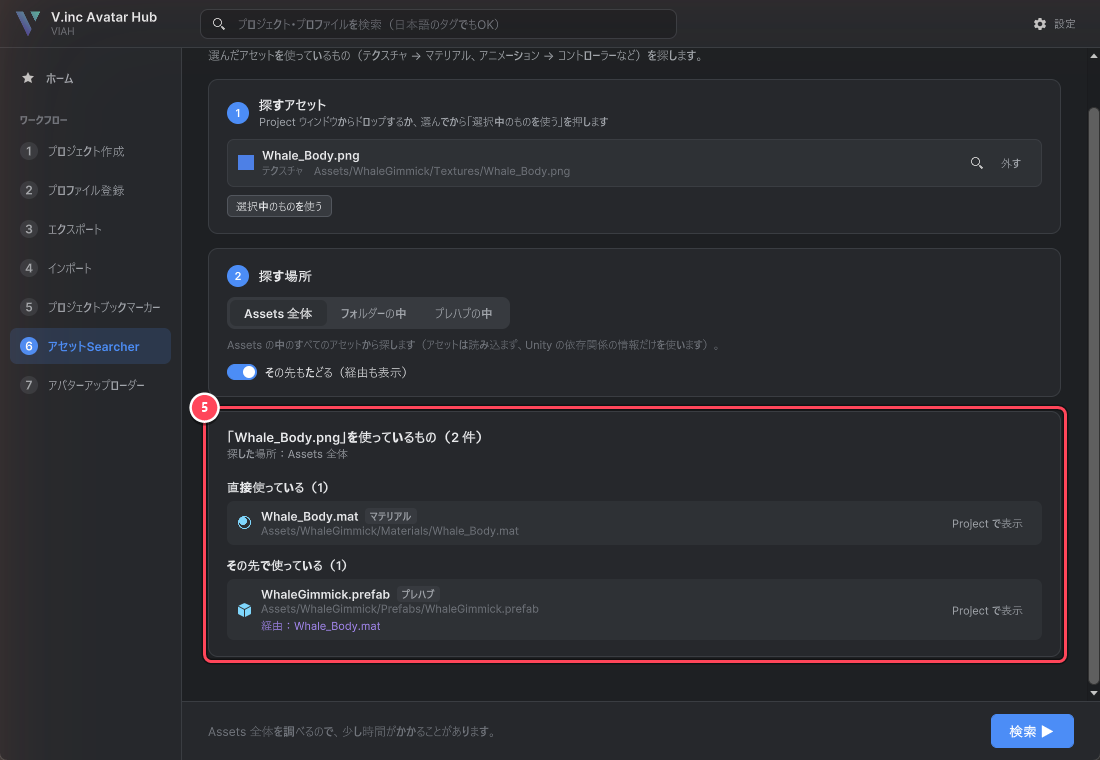 V.inc Avatar Hub
VIAH
プロジェクト・プロファイルを検索（日本語のタグでもOK）
設定
ホーム
ワークフロー
1 プロジェクト作成
2 プロファイル登録
3 エクスポート
4 インポート
5 プロジェクトブックマーカー
6 アセットSearcher
7 アバターアップローダー
選んだアセットを使っているもの（テクスチャ → マテリアル、アニメーション → コントローラーなど）を探します。
1 探すアセット
Project ウィンドウからドロップするか、選んでから「選択中のものを使う」を押します
Whale_Body.png
テクスチャ Assets/WhaleGimmick/Textures/Whale_Body.png
外す
選択中のものを使う
2 探す場所
Assets 全体 フォルダーの中 プレハブの中
Assets の中のすべてのアセットから探します（アセットは読み込まず、Unity の依存関係の情報だけを使います）。
その先もたどる（経由も表示）
5
「Whale_Body.png」を使っているもの（2 件）
探した場所：Assets 全体
直接使っている（1）
Whale_Body.mat マテリアル
Assets/WhaleGimmick/Materials/Whale_Body.mat
Project で表示
その先で使っている（1）
WhaleGimmick.prefab プレハブ
Assets/WhaleGimmick/Prefabs/WhaleGimmick.prefab
経由：Whale_Body.mat
Project で表示
Assets 全体を調べるので、少し時間がかかることがあります。
検索 ▶